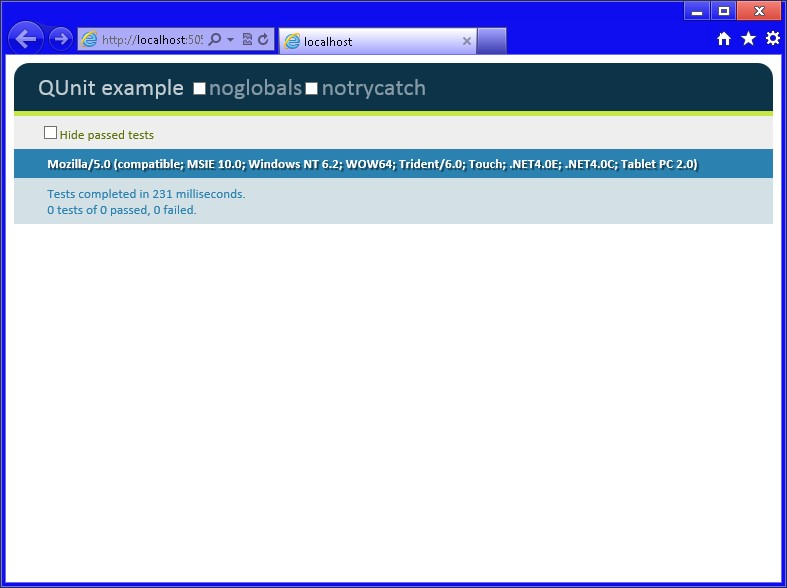 http://localhost:505
localhost
QUnit example noglobals notrycatch
Hide passed tests
Mozilla/5.0 (compatible; MSIE 10.0; Windows NT 6.2; WOW64; Trident/6.0; Touch; .NET4.0E; .NET4.0C; Tablet PC 2.0)
Tests completed in 231 milliseconds.
0 tests of 0 passed, 0 failed.